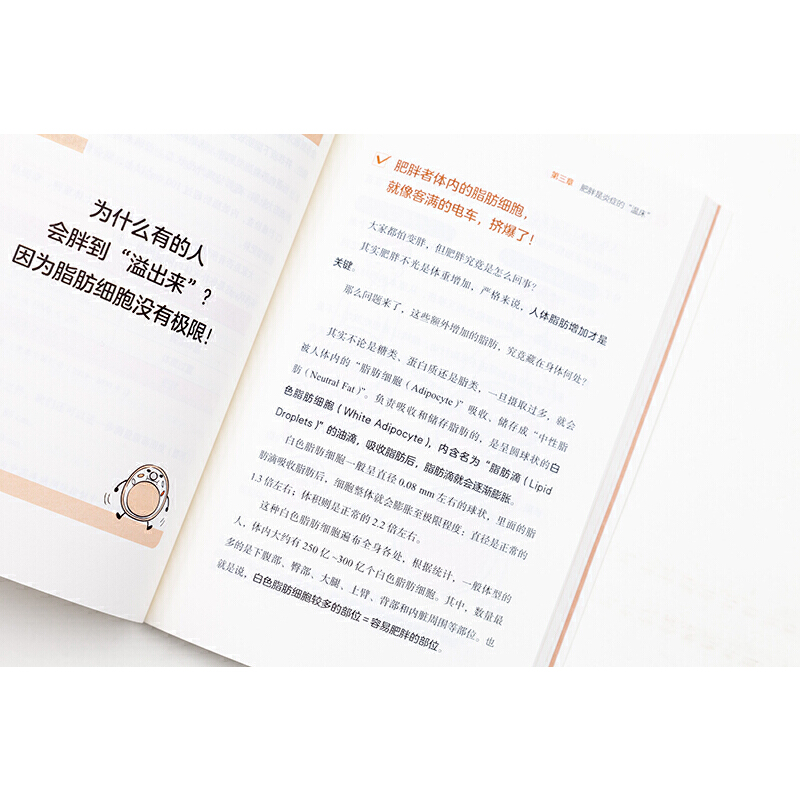 为什么有的人
会胖到“溢出来”？
因为脂肪细胞没有极限！
第三章 肥胖是炎症的“温床”
肥胖者体内的脂肪细胞，
就像客满的电车，挤爆了！
大家都怕变胖，但肥胖究竟是怎么回事？
其实肥胖不光是体重增加，严格来说，人体脂肪增加才是
关键。
那么问题来了，这些额外增加的脂肪，究竟藏在身体何处？
其实不论是糖类、蛋白质还是脂类，一旦摄取过多，就会
被人体内的“脂肪细胞（Adipocyte）”吸收、储存成“中性脂
肪（Neutral Fat）”。负责吸收和储存脂肪的，是呈圆球状的白
色脂肪细胞（White Adipocyte），内含名为“脂肪滴（Lipid
Droplets）”的油滴，吸收脂肪后，脂肪滴就会逐渐膨胀。
白色脂肪细胞一般呈直径 0.08 mm 左右的球状，里面的脂
肪滴吸收脂肪后，细胞整体就会膨胀至极限程度；直径是正常的
1.3 倍左右；体积则是正常的 2.2 倍左右。
这种白色脂肪细胞遍布全身各处，根据统计，一般体型的
人，体内大约有 250 亿~300 亿个白色脂肪细胞。其中，数量最
多的是下腹部、臀部、大腿、上臂、背部和内脏周围等部位。也
就是说，白色脂肪细胞较多的部位 = 容易肥胖的部位。